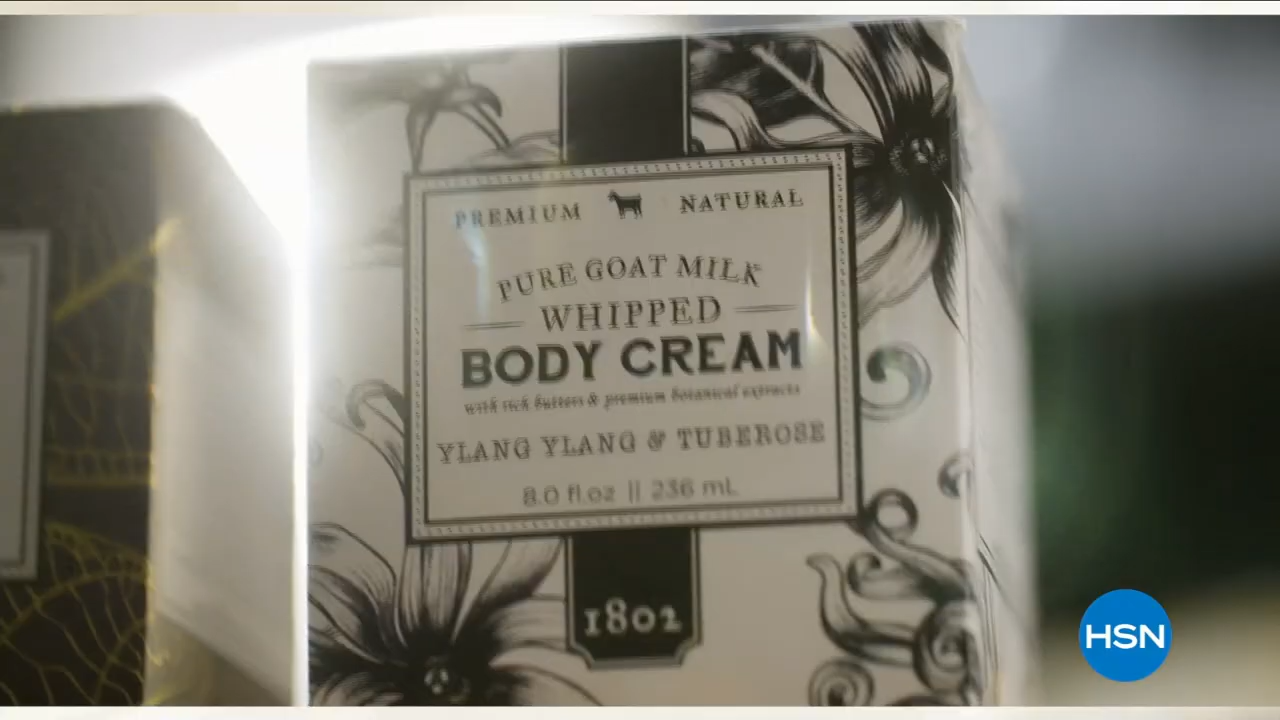 PREMIUM NATURAL
PURE GOAT MILK
WHIPPED
BODY CREAM
with rich butters & premium botanical extracts
YLANG YLANG & TUBEROSE
8.0 fl.oz || 236 mL
1802
HSN